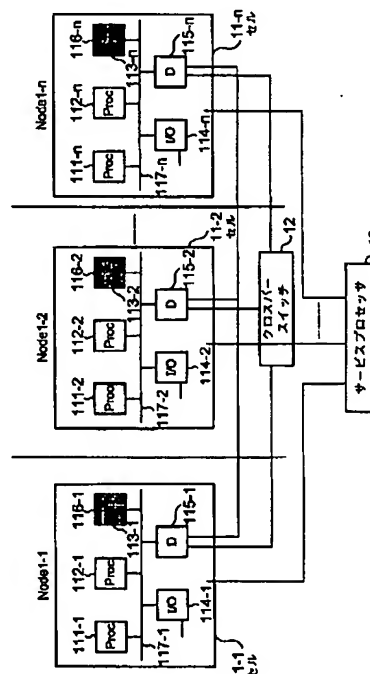 Node1-1
111-1
Proc
112-1
Proc
116-1
113-1
117-1
I/O
114-1
D
115-1
1-1
セル
Node1-2
111-2
Proc
112-2
Proc
116-2
113-2
117-2
I/O
114-2
D
115-2
11-2
セル
Node1-n
111-n
Proc
112-n
Proc
116-n
113-n
117-n
I/O
114-n
D
115-n
11-n
セル
12
クロスバー
スイッチ
サービスプロセッサ